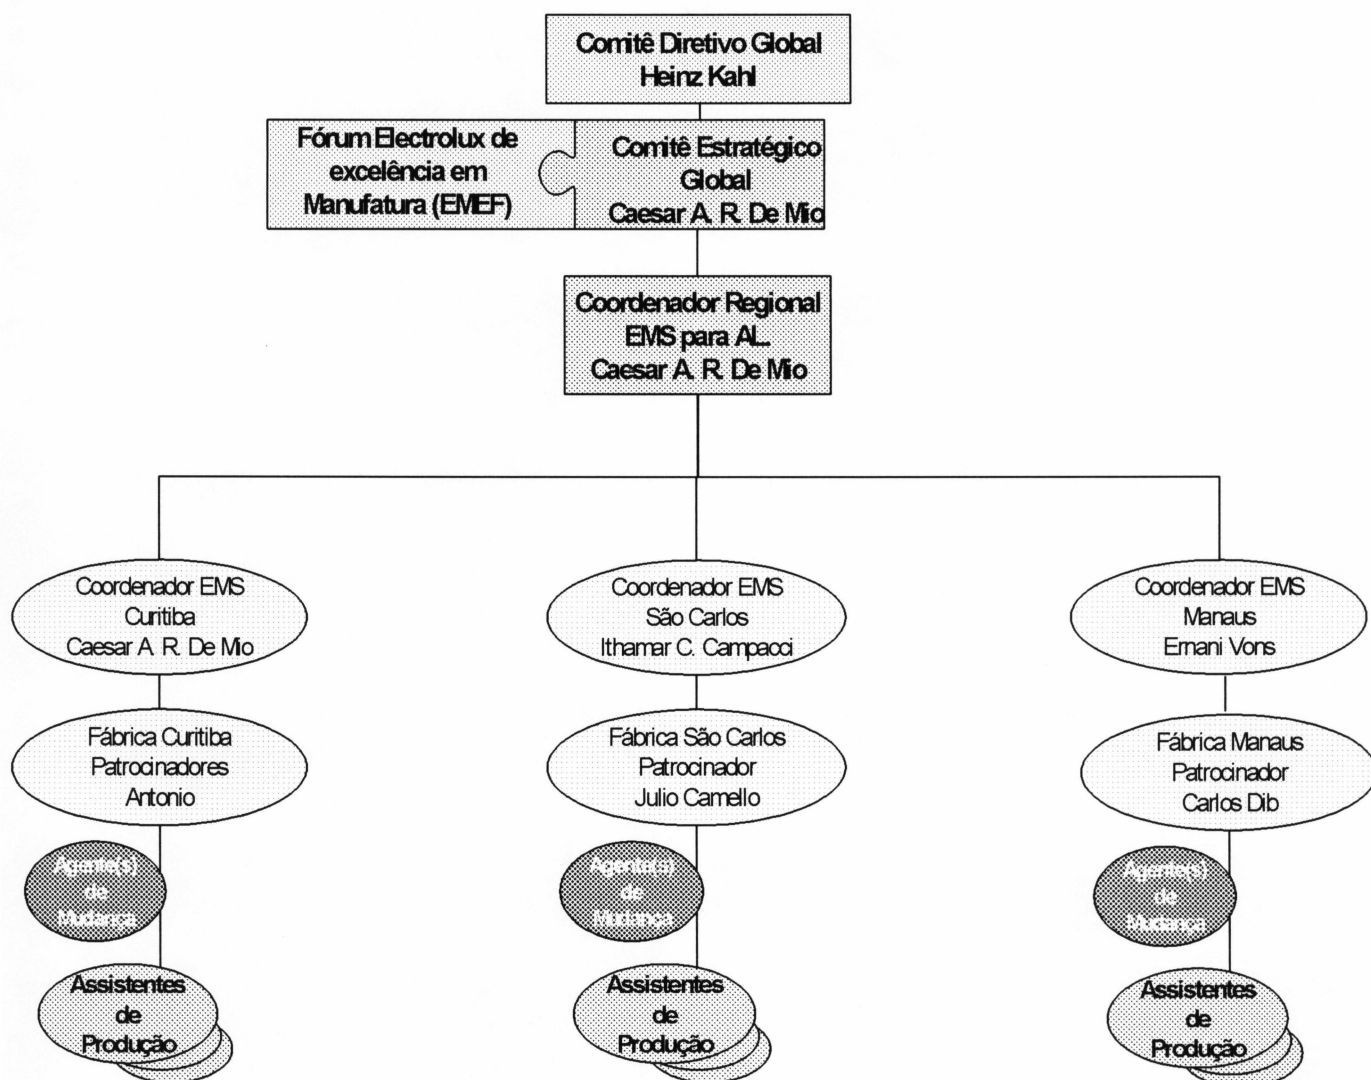 Comitê Diretivo Global
Heinz Kahl
Fórum Electrolux de
excelência em
Manufatura (EMEF)
Comitê Estratégico
Global
Caesar A. R. De Mio
Coordenador Regional
EMS para AL.
Caesar A. R. De Mio
Coordenador EMS
Curitiba
Caesar A. R. De Mio
Coordenador EMS
São Carlos
Ithamar C. Campacci
Coordenador EMS
Manaus
Ernani Vons
Fábrica Curitiba
Patrocinadores
Antonio
Fábrica São Carlos
Patrocinador
Julio Camello
Fábrica Manaus
Patrocinador
Carlos Dib
Agente(s)
de
Mudança
Agente(s)
de
Mudança
Agente(s)
de
Mudança
Assistentes
de
Produção
Assistentes
de
Produção
Assistentes
de
Produção